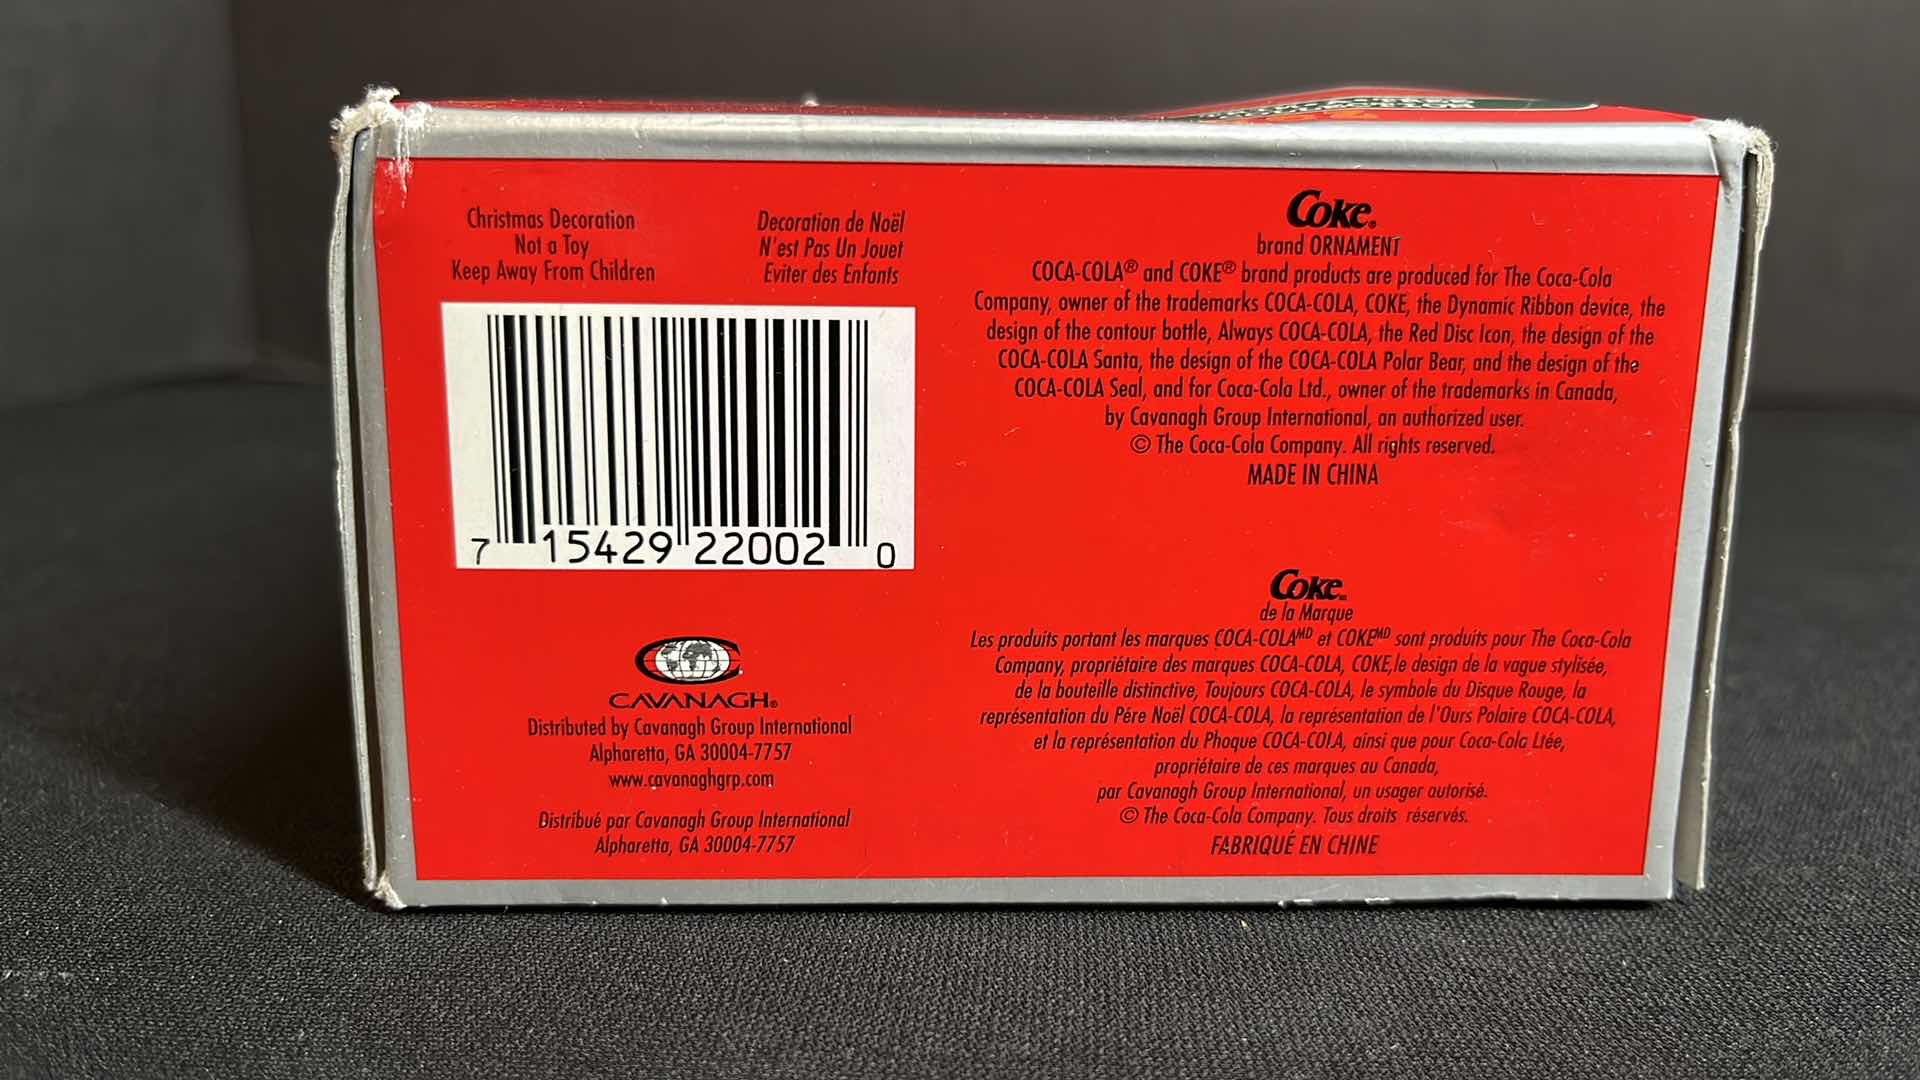 Christmas Decoration
Not a Toy
Keep Away From Children
Decoration de Noël
N'est Pas Un Jouet
Eviter des Enfants
7 15429 22002 0
CAVANAGH®
Distributed by Cavanagh Group International
Alpharetta, GA 30004-7757
www.cavanaghgrp.com
Distribué par Cavanagh Group International
Alpharetta, GA 30004-7757
Coke®
brand ORNAMENT
COCA-COLA® and COKE® brand products are produced for The Coca-Cola
Company, owner of the trademarks COCA-COLA, COKE, the Dynamic Ribbon device, the
design of the contour bottle, Always COCA-COLA, the Red Disc Icon, the design of the
COCA-COLA Santa, the design of the COCA-COLA Polar Bear, and the design of the
COCA-COLA Seal, and for Coca-Cola Ltd., owner of the trademarks in Canada,
by Cavanagh Group International, an authorized user.
© The Coca-Cola Company. All rights reserved.
MADE IN CHINA
Coke
de la Marque
Les produits portant les marques COCA-COLAMD et COKEMD sont produits pour The Coca-Cola
Company, propriétaire des marques COCA-COLA, COKE,le design de la vague stylisée,
de la bouteille distinctive, Toujours COCA-COLA, le symbole du Disque Rouge, la
représentation du Père Noël COCA-COLA, la représentation de l'Ours Polaire COCA-COLA,
et la représentation du Phoque COCA-COLA, ainsi que pour Coca-Cola Ltée,
propriétaire de ces marques au Canada,
par Cavanagh Group International, un usager autorisé.
© The Coca-Cola Company. Tous droits réservés.
FABRIQUÉ EN CHINE